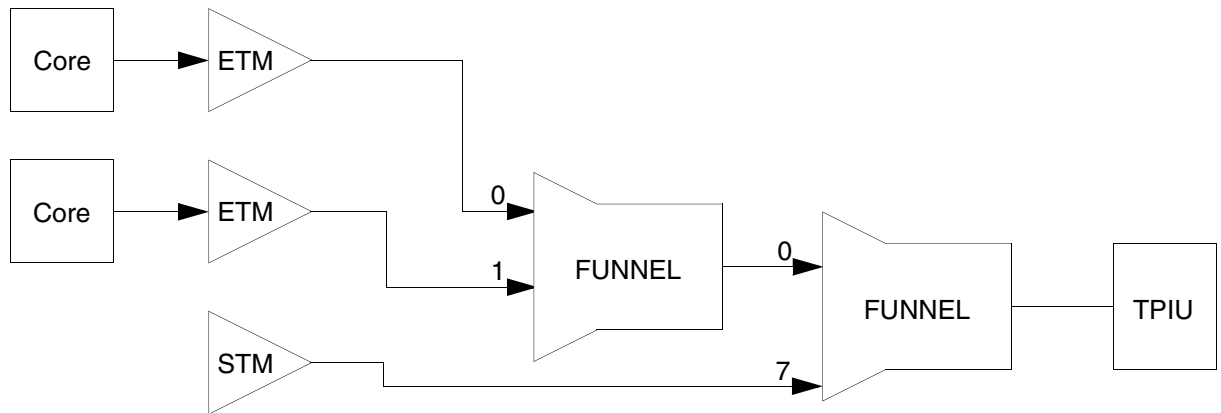 Core
ETM
Core
ETM
0
1
FUNNEL
0
FUNNEL
TPIU
STM
7